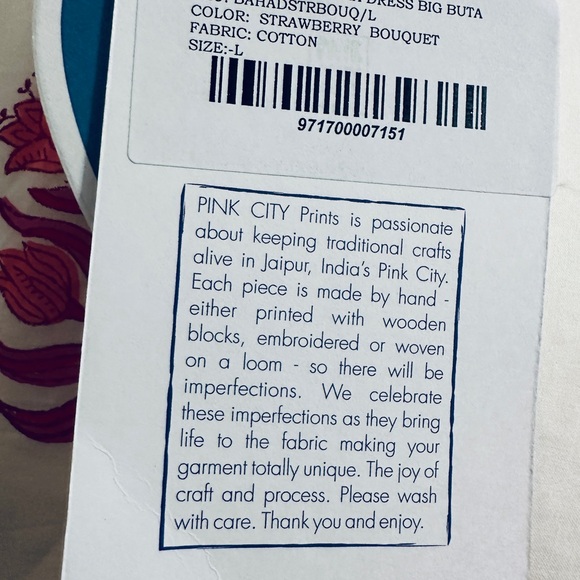 DRESS BIG BUTA
BAHADSTRBOUQ/L
COLOR: STRAWBERRY BOUQUET
FABRIC: COTTON
SIZE:-L
971700007151
PINK CITY Prints is passionate
about keeping traditional crafts
alive in Jaipur, India's Pink City.
Each piece is made by hand -
either printed with wooden
blocks, embroidered or woven
on a loom - so there will be
imperfections. We celebrate
these imperfections as they bring
life to the fabric making your
garment totally unique. The joy of
craft and process. Please wash
with care. Thank you and enjoy.